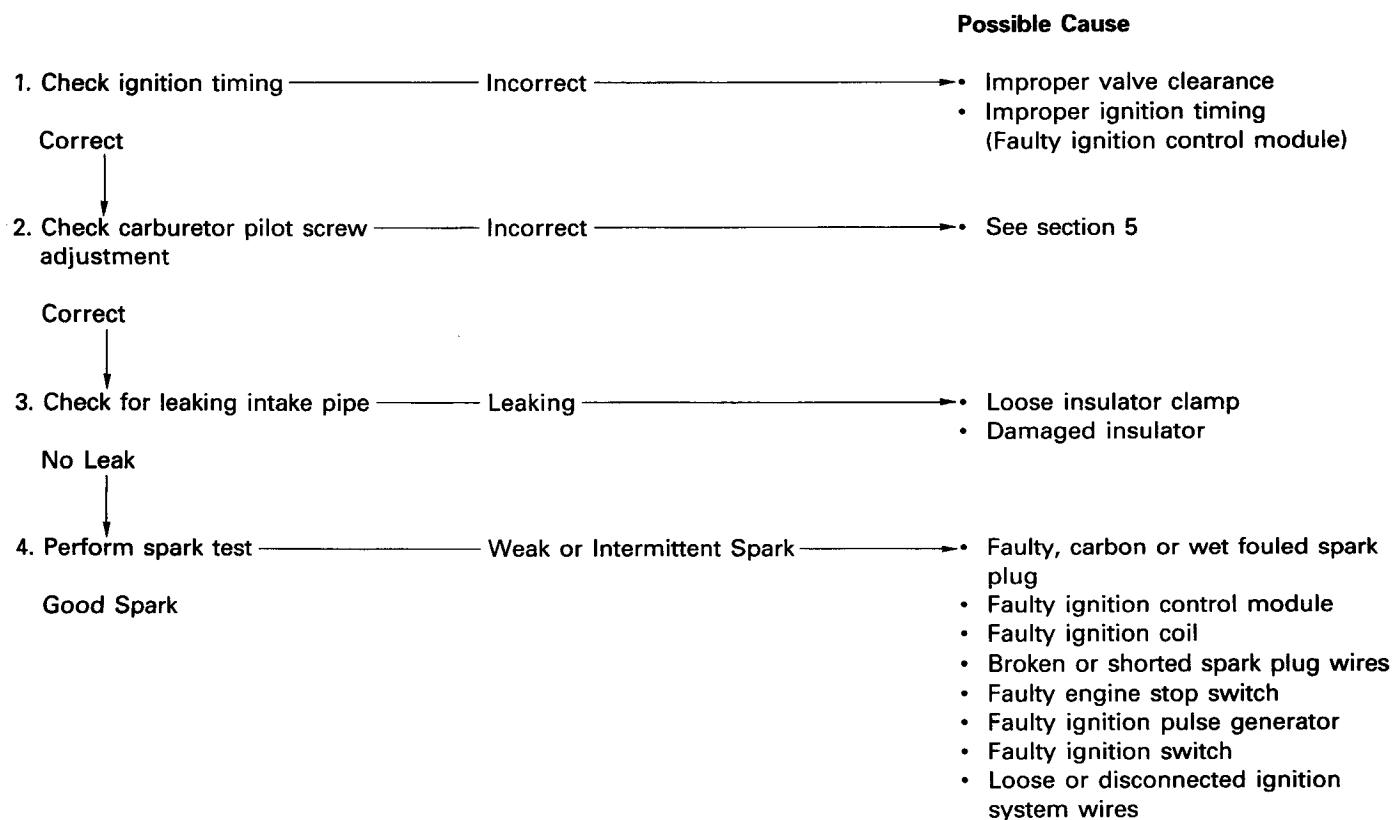 Possible Cause
1. Check ignition timing Incorrect • Improper valve clearance
• Improper ignition timing
(Faulty ignition control module)
Correct
2. Check carburetor pilot screw Incorrect • See section 5
adjustment
Correct
3. Check for leaking intake pipe Leaking • Loose insulator clamp
• Damaged insulator
No Leak
4. Perform spark test Weak or Intermittent Spark • Faulty, carbon or wet fouled spark
plug
Good Spark
• Faulty ignition control module
• Faulty ignition coil
• Broken or shorted spark plug wires
• Faulty engine stop switch
• Faulty ignition pulse generator
• Faulty ignition switch
• Loose or disconnected ignition
system wires